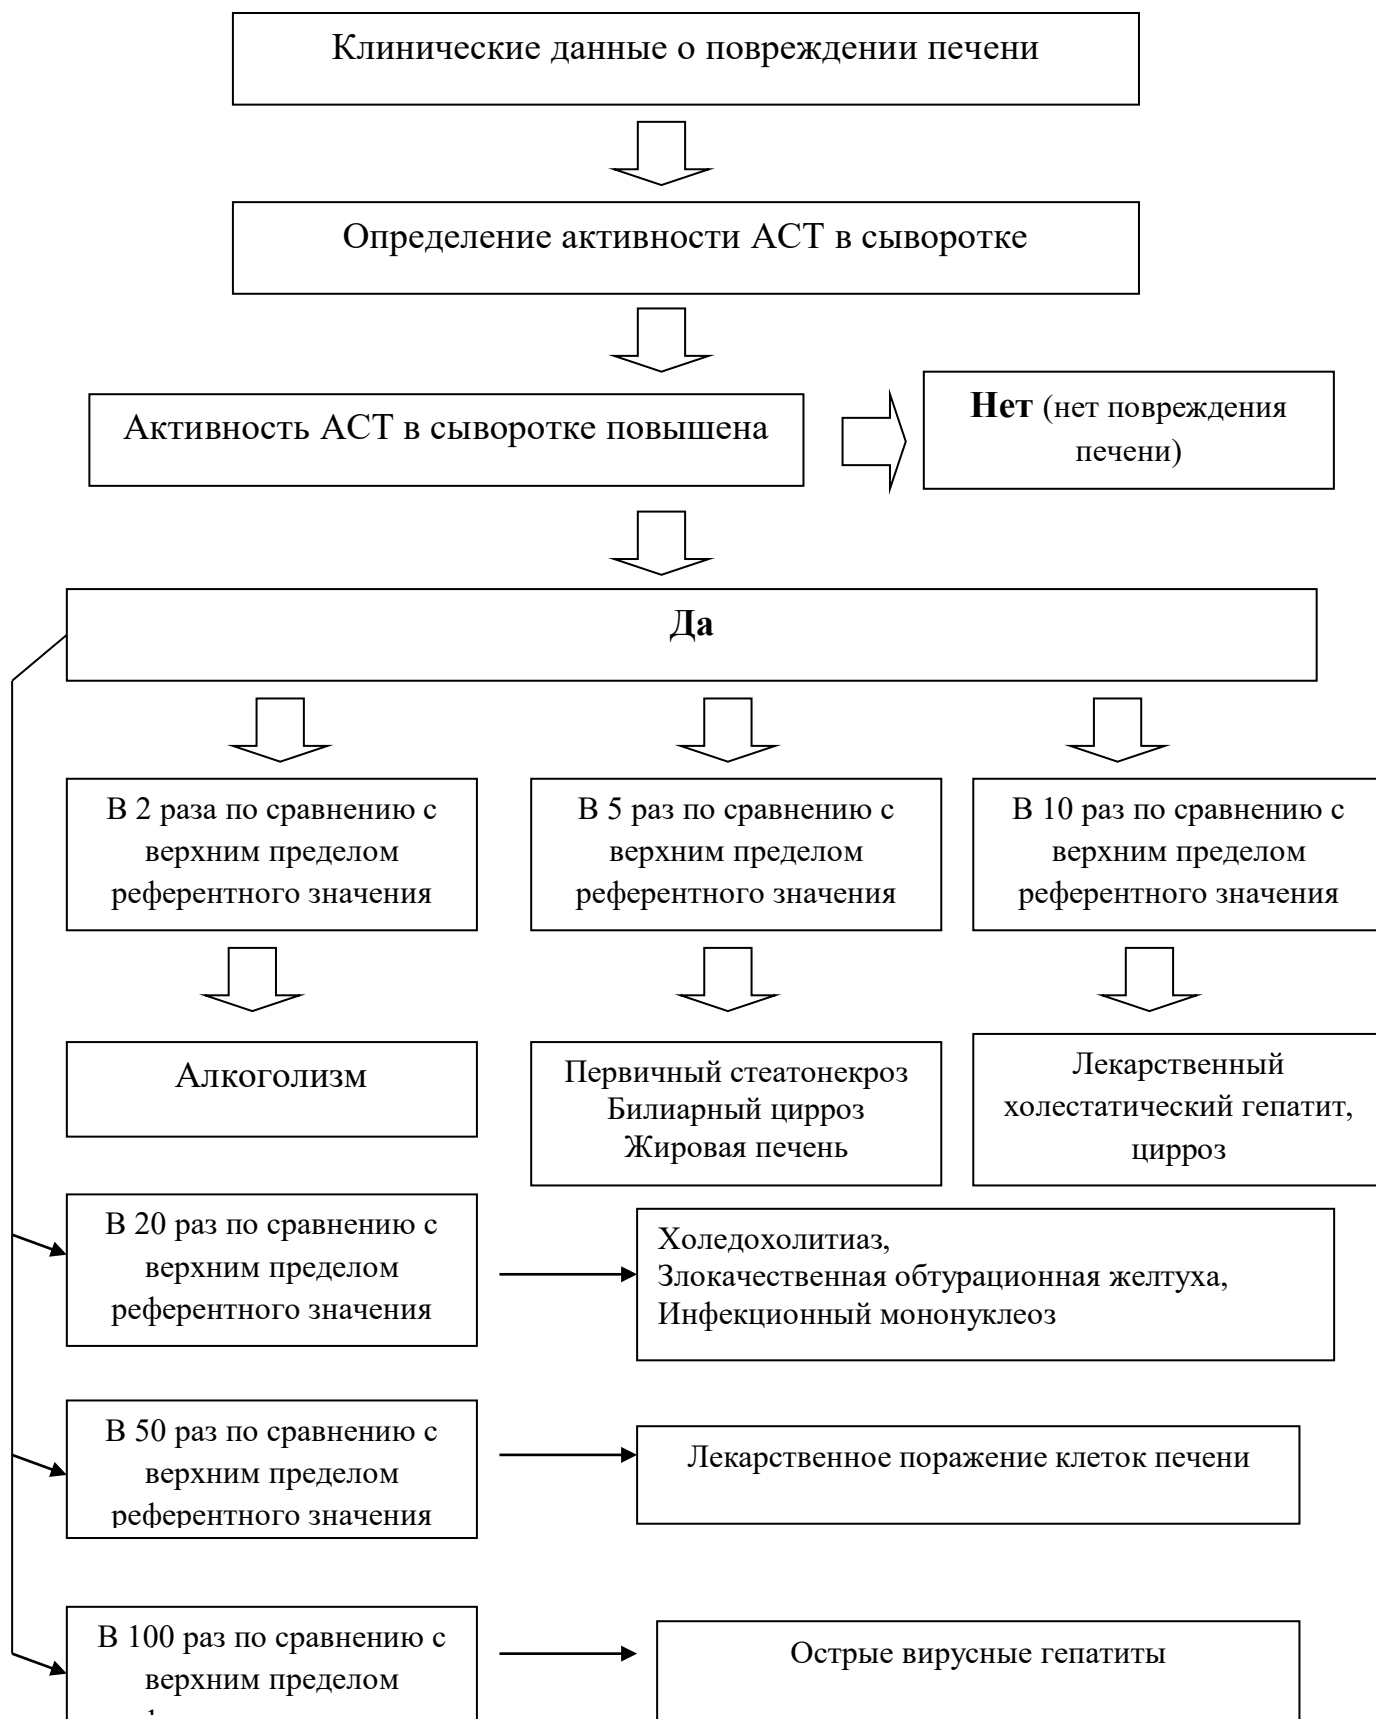 Клинические данные о повреждении печени
Определение активности АСТ в сыворотке
Активность АСТ в сыворотке повышена
Нет (нет повреждения
печени)
Да
В 2 раза по сравнению с
верхним пределом
референтного значения
В 5 раз по сравнению с
верхним пределом
референтного значения
В 10 раз по сравнению с
верхним пределом
референтного значения
Алкоголизм
Первичный стеатонекроз
Билиарный цирроз
Жировая печень
Лекарственный
холестатический гепатит,
цирроз
В 20 раз по сравнению с
верхним пределом
референтного значения
Холедохолитиаз,
Злокачественная обтурационная желтуха,
Инфекционный мононуклеоз
В 50 раз по сравнению с
верхним пределом
референтного значения
Лекарственное поражение клеток печени
В 100 раз по сравнению с
верхним пределом
Острые вирусные гепатиты